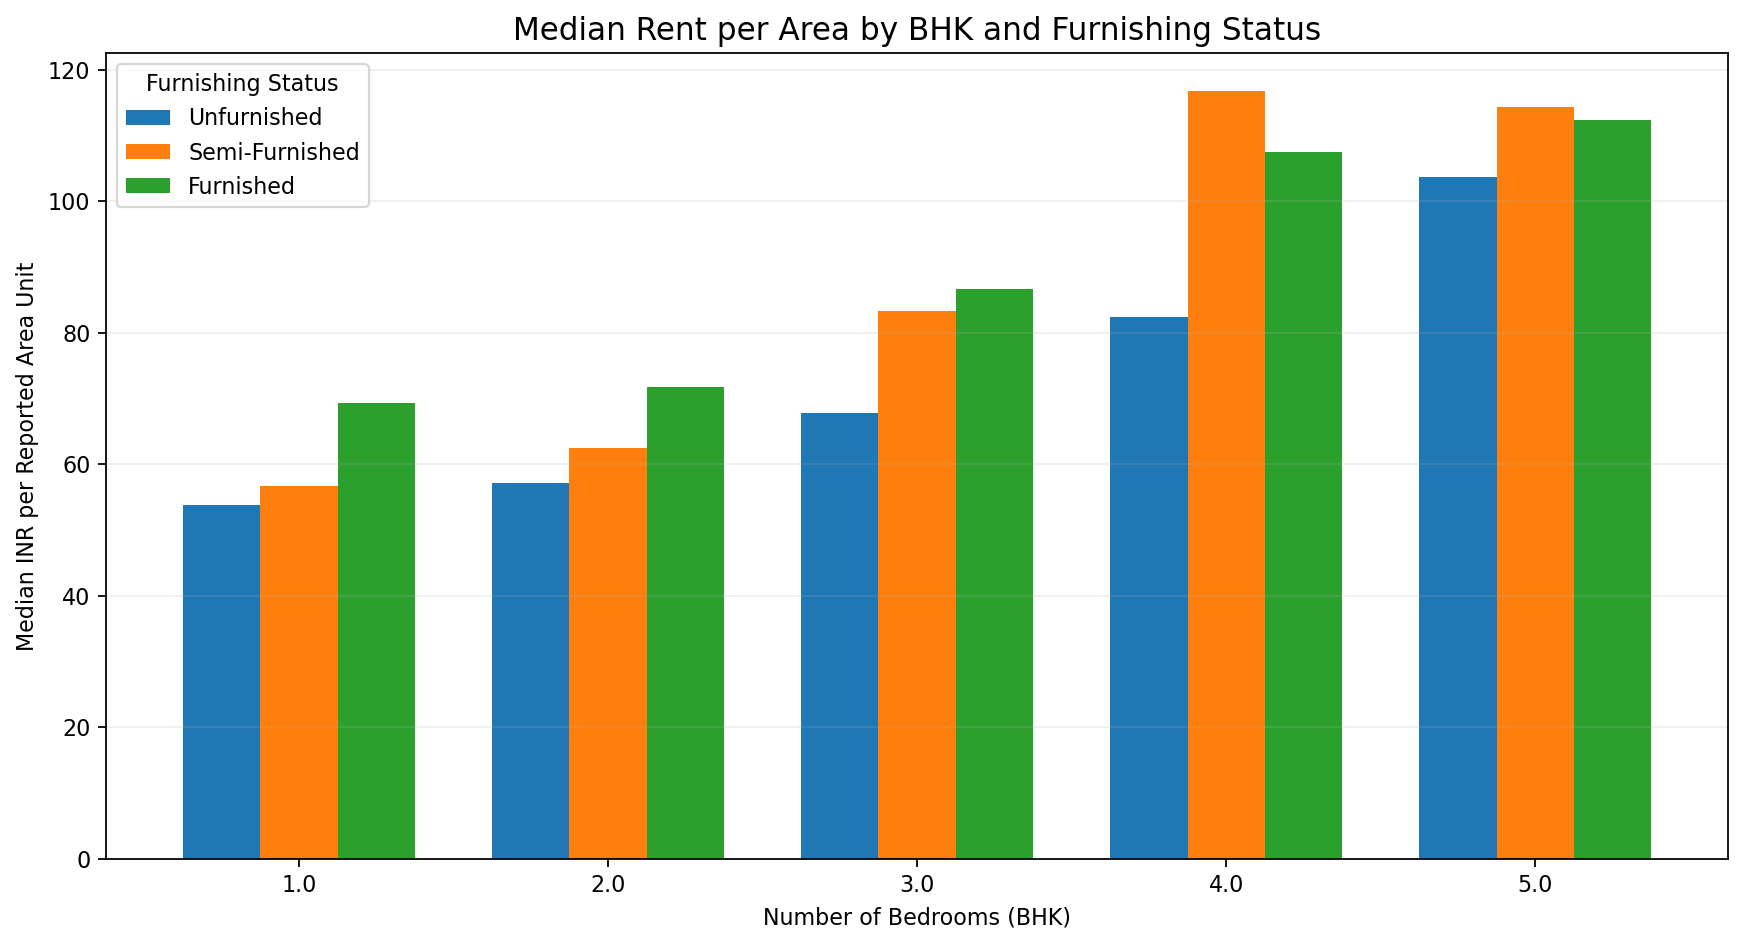 Median Rent per Area by BHK and Furnishing Status
Furnishing Status
Unfurnished
Semi-Furnished
Furnished
Median INR per Reported Area Unit
120
100
80
60
40
20
0
1.0 2.0 3.0 4.0 5.0
Number of Bedrooms (BHK)